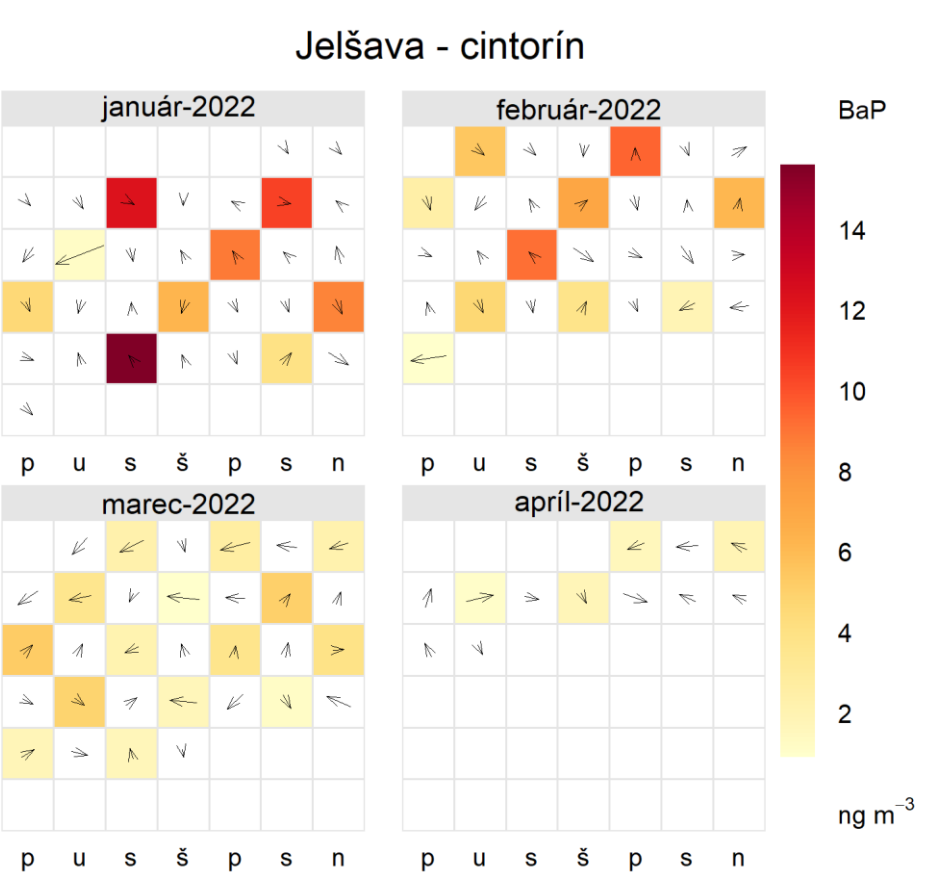 Jelšava - cintorín
január-2022
február-2022
BaP
14
12
10
8
6
4
2
ng m⁻³
p u s š p s n
p u s š p s n
marec-2022
apríl-2022
p u s š p s n
p u s š p s n